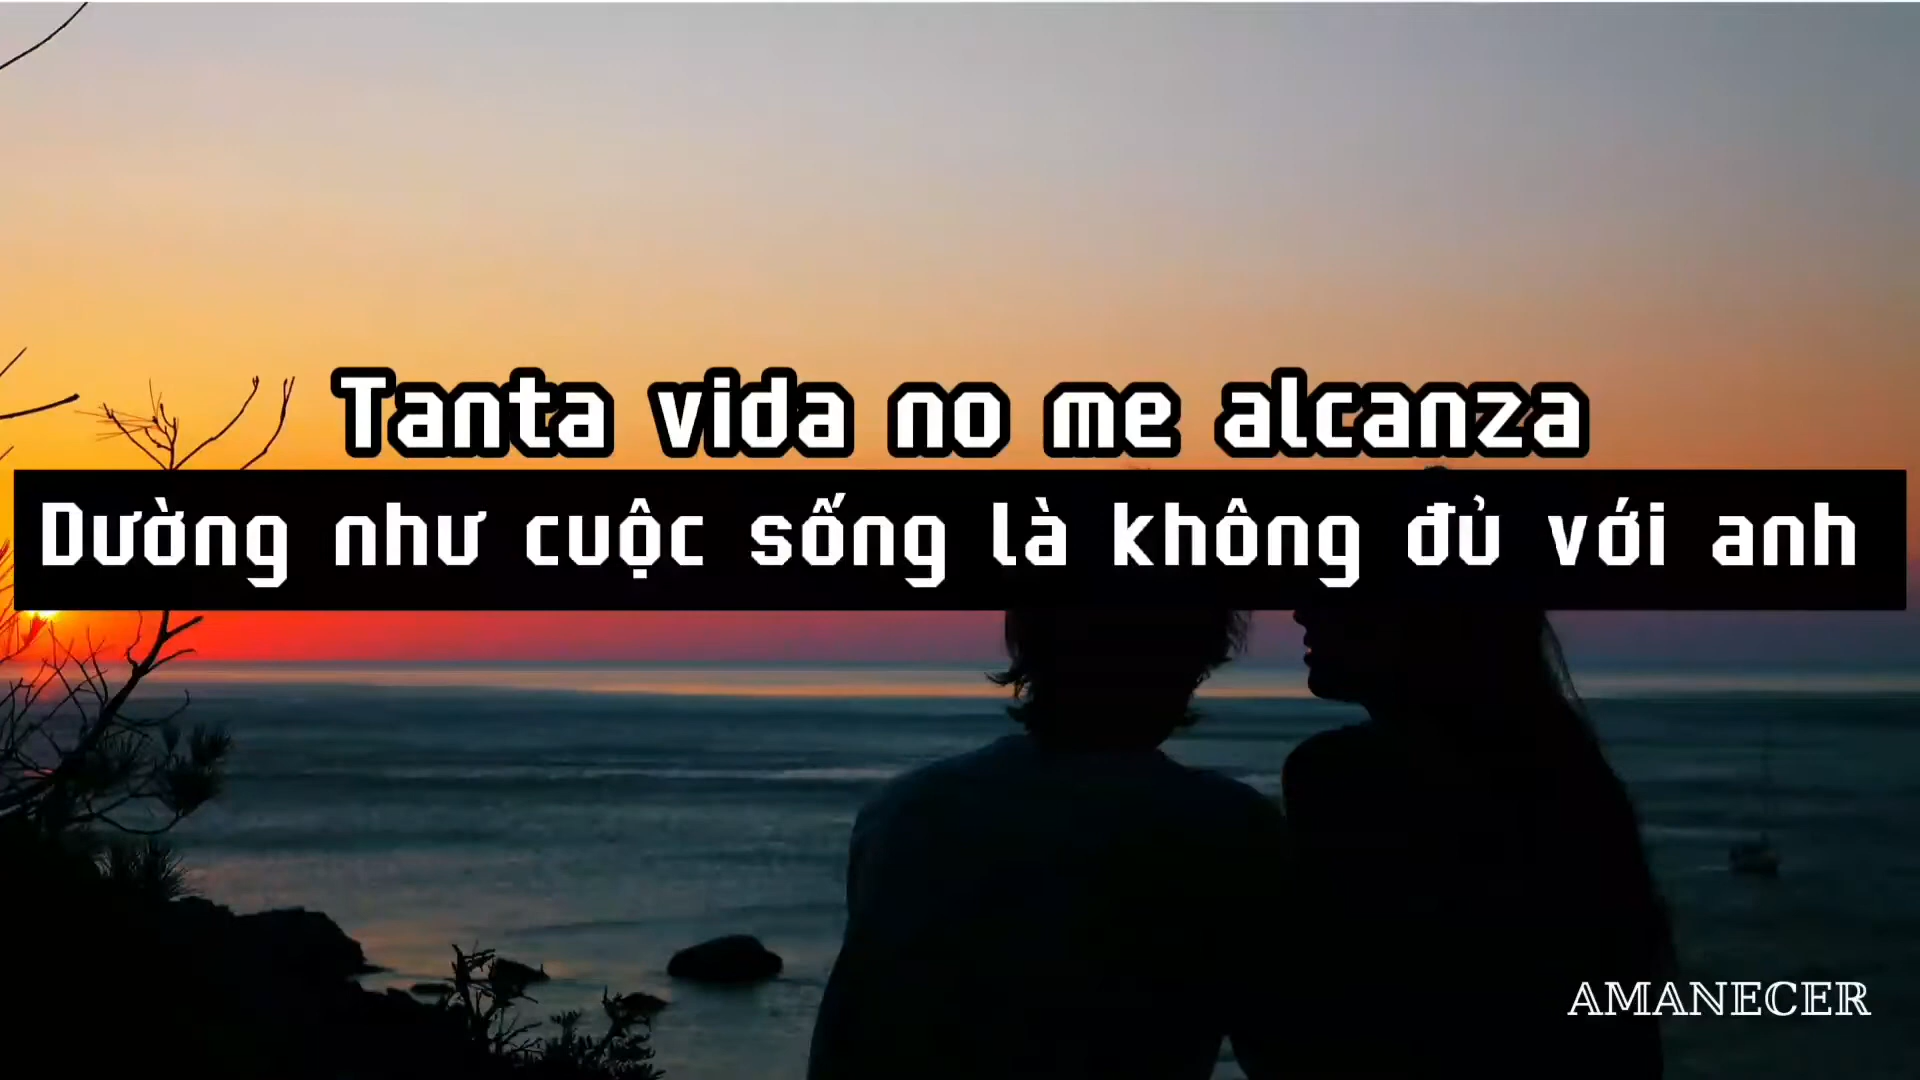 Tanta vida no me alcanza
Dường như cuộc sống là không đủ với anh
AMANECER